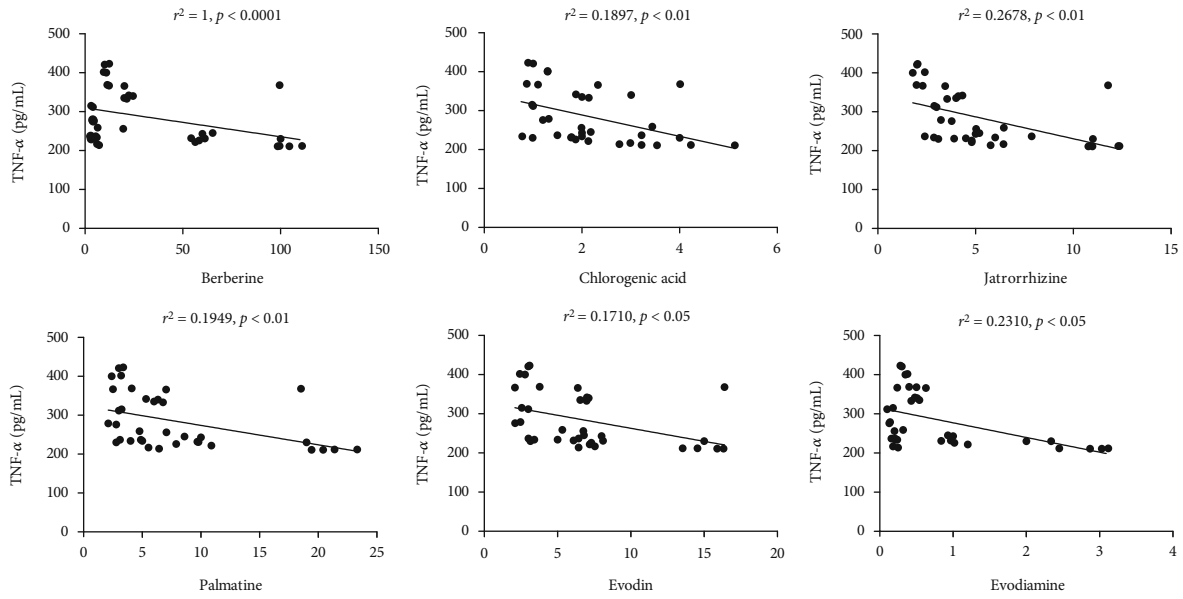 r² = 1, p < 0.0001
500
400
300
200
100
0
TNF-α (pg/mL)
0 50 100 150
Berberine
r² = 0.1897, p < 0.01
500
400
300
200
100
0
TNF-α (pg/mL)
0 2 4 6
Chlorogenic acid
r² = 0.2678, p < 0.01
500
400
300
200
100
0
TNF-α (pg/mL)
0 5 10 15
Jatrorrhizine
r² = 0.1949, p < 0.01
500
400
300
200
100
0
TNF-α (pg/mL)
0 5 10 15 20 25
Palmatine
r² = 0.1710, p < 0.05
500
400
300
200
100
0
TNF-α (pg/mL)
0 5 10 15 20
Evodin
r² = 0.2310, p < 0.05
500
400
300
200
100
0
TNF-α (pg/mL)
0 1 2 3 4
Evodiamine